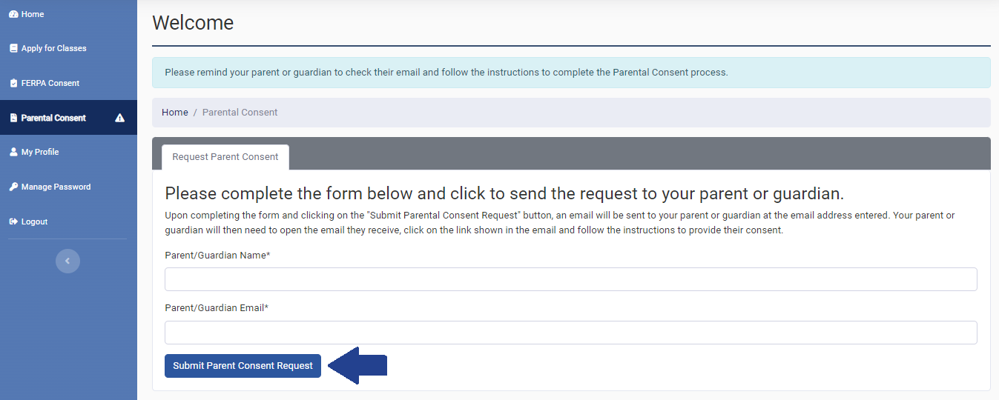 Home
Apply for Classes
FERPA Consent
Parental Consent
My Profile
Manage Password
Logout
Welcome
Please remind your parent or guardian to check their email and follow the instructions to complete the Parental Consent process.
Home / Parental Consent
Request Parent Consent
Please complete the form below and click to send the request to your parent or guardian.
Upon completing the form and clicking on the "Submit Parental Consent Request" button, an email will be sent to your parent or guardian at the email address entered. Your parent or
guardian will then need to open the email they receive, click on the link shown in the email and follow the instructions to provide their consent.
Parent/Guardian Name*
Parent/Guardian Email*
Submit Parent Consent Request